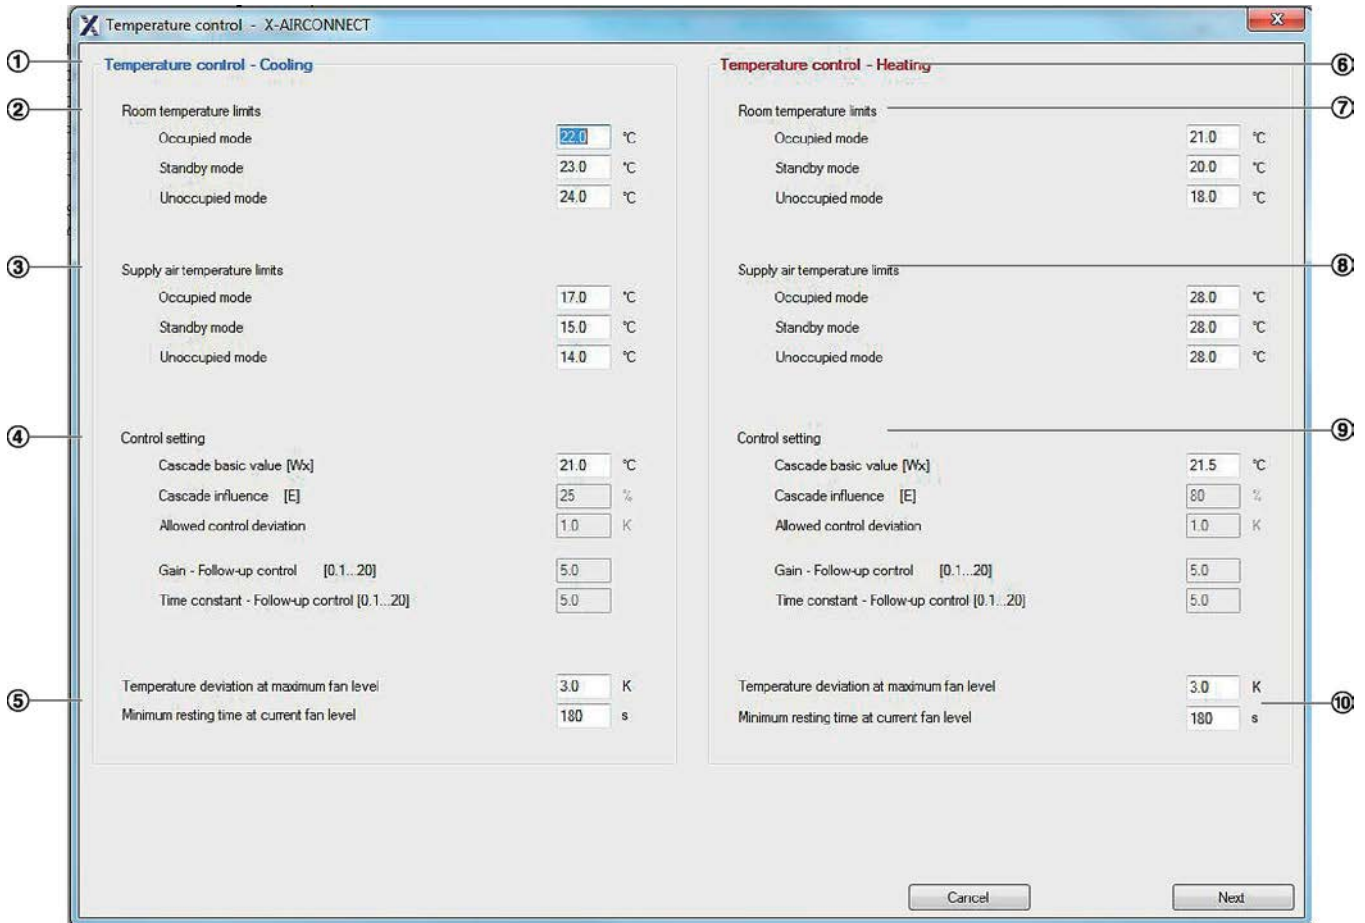 Temperature control - X-AIRCONNECT
① Temperature control - Cooling
② Room temperature limits
Occupied mode 22.0 °C
Standby mode 23.0 °C
Unoccupied mode 24.0 °C
③ Supply air temperature limits
Occupied mode 17.0 °C
Standby mode 15.0 °C
Unoccupied mode 14.0 °C
④ Control setting
Cascade basic value [Wx] 21.0 °C
Cascade influence [E] 25 %
Allowed control deviation 1.0 K
Gain - Follow-up control [0.1...20] 5.0
Time constant - Follow-up control [0.1...20] 5.0
Temperature deviation at maximum fan level 3.0 K
⑤
Minimum resting time at current fan level 180 s
Temperature control - Heating ⑥
Room temperature limits ⑦
Occupied mode 21.0 °C
Standby mode 20.0 °C
Unoccupied mode 18.0 °C
Supply air temperature limits ⑧
Occupied mode 28.0 °C
Standby mode 28.0 °C
Unoccupied mode 28.0 °C
Control setting ⑨
Cascade basic value [Wx] 21.5 °C
Cascade influence [E] 80 %
Allowed control deviation 1.0 K
Gain - Follow-up control [0.1...20] 5.0
Time constant - Follow-up control [0.1...20] 5.0
Temperature deviation at maximum fan level 3.0 K
⑩
Minimum resting time at current fan level 180 s
Cancel Next